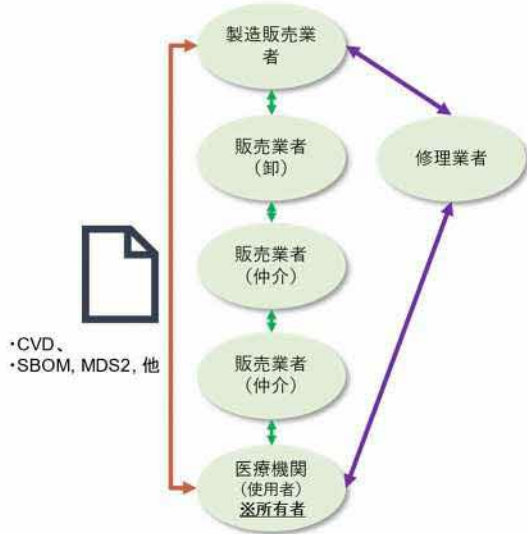 製造販売業
者
販売業者
(卸)
修理業者
販売業者
(仲介)
・CVD、
・SBOM, MDS2, 他
販売業者
(仲介)
医療機関
(使用者)
※所有者